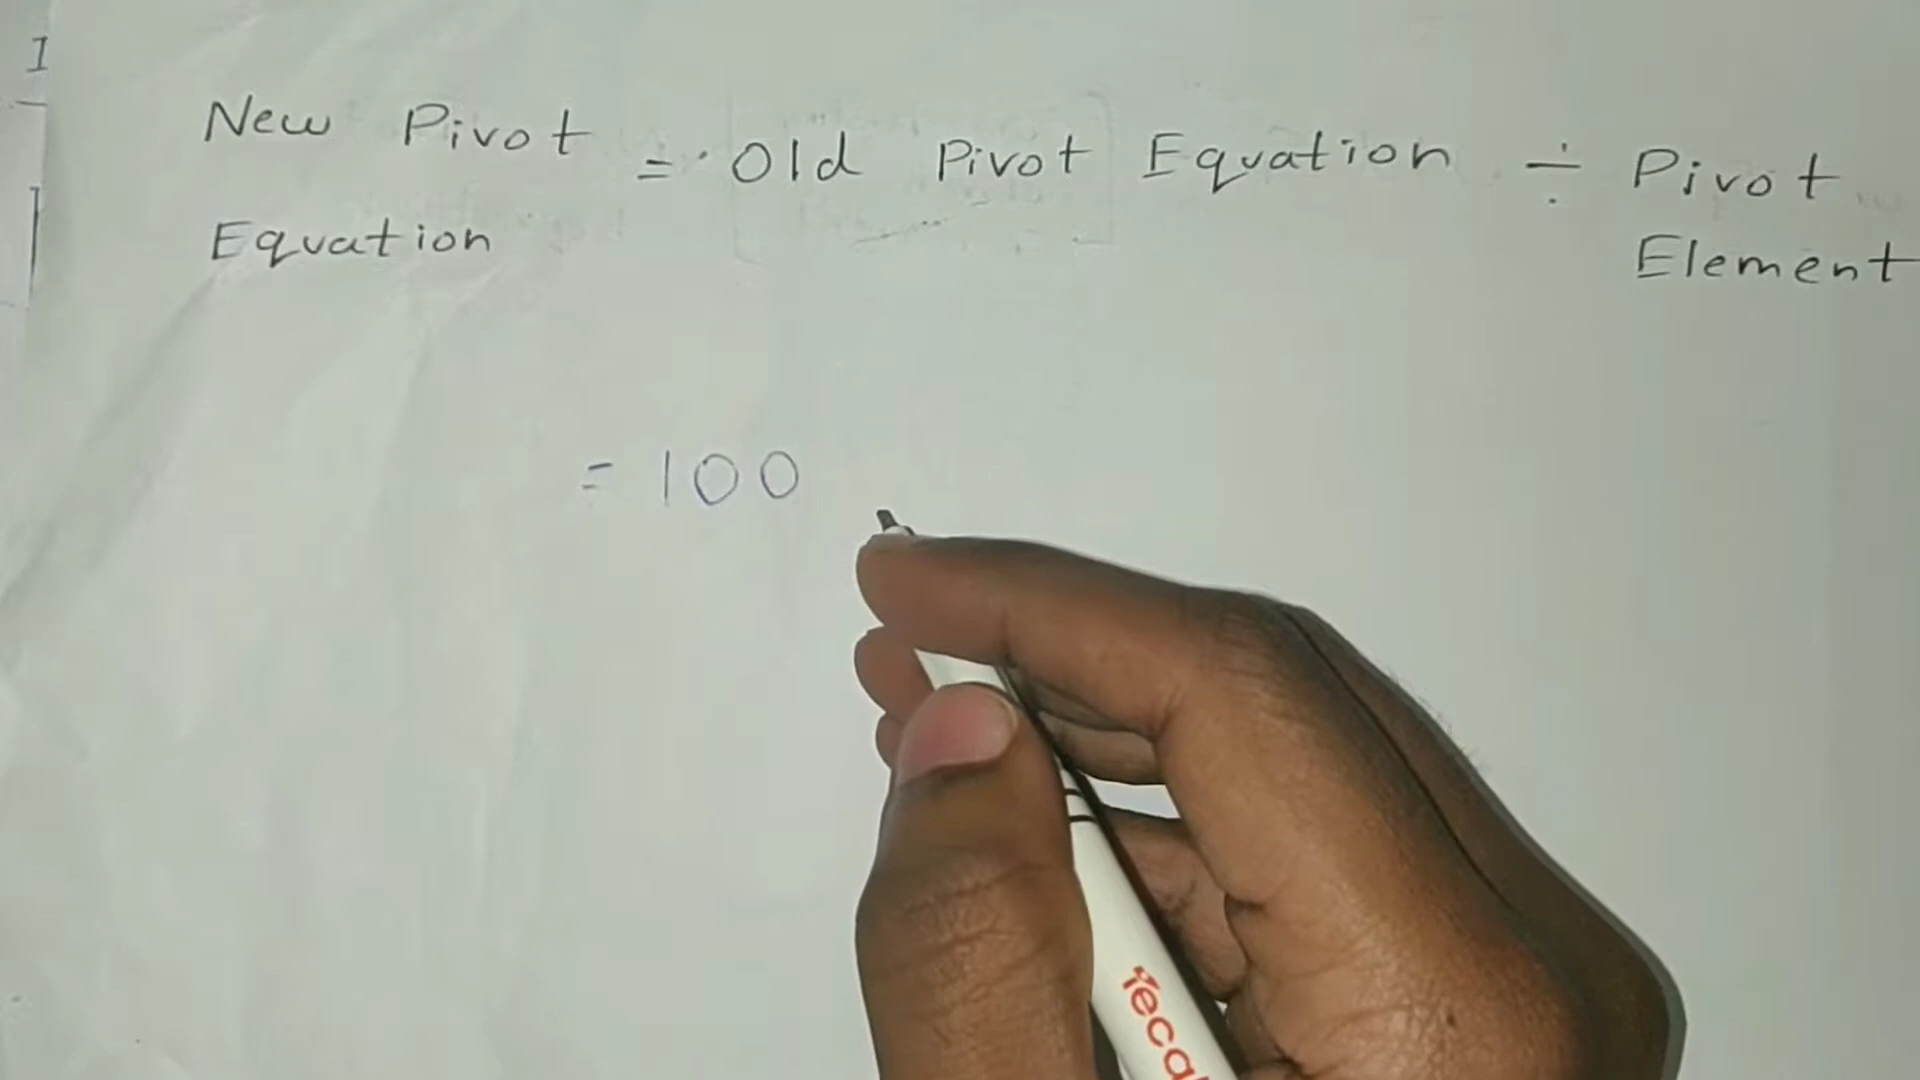 I
New Pivot = Old Pivot Equation ÷ Pivot
Equation Element
= 100